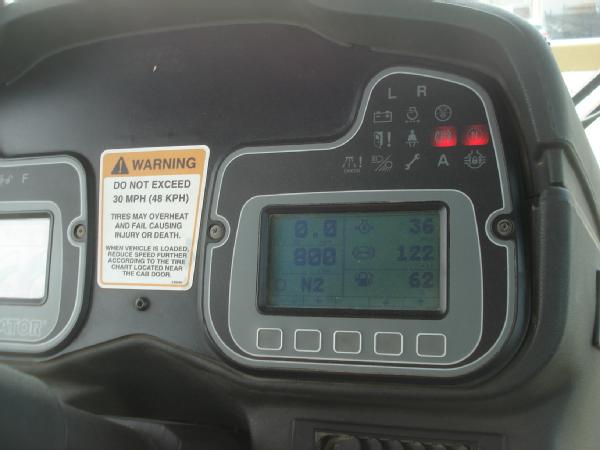 L R
F
WARNING
DO NOT EXCEED
30 MPH (48 KPH)
TIRES MAY OVERHEAT
AND FAIL CAUSING
INJURY OR DEATH.
WHEN VEHICLE IS LOADED,
REDUCE SPEED FURTHER
ACCORDING TO THE TIRE
CHART LOCATED NEAR
THE CAB DOOR.
A
0.0 36
800 122
N2 62
ATOR